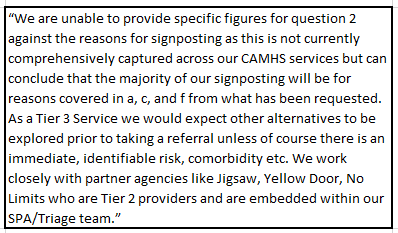 “We are unable to provide specific figures for question 2
against the reasons for signposting as this is not currently
comprehensively captured across our CAMHS services but can
conclude that the majority of our signposting will be for
reasons covered in a, c, and f from what has been requested.
As a Tier 3 Service we would expect other alternatives to be
explored prior to taking a referral unless of course there is an
immediate, identifiable risk, comorbidity etc. We work
closely with partner agencies like Jigsaw, Yellow Door, No
Limits who are Tier 2 providers and are embedded within our
SPA/Triage team.”